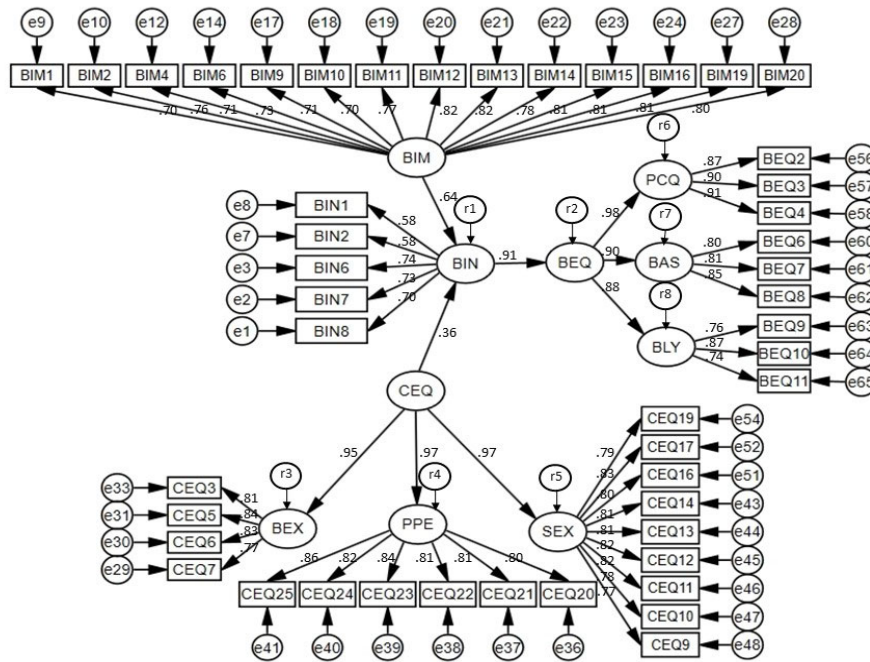 e9 e10 e12 e14 e17 e18 e19 e20 e21 e22 e23 e24 e27 e28
BIM1 BIM2 BIM4 BIM6 BIM9 BIM10 BIM11 BIM12 BIM13 BIM14 BIM15 BIM16 BIM19 BIM20
.70 .76 .71 .73 .71 .70 .77 .82 .82 .78 .81 .81 .81 .80
BIM
r6
PCQ
.87 BEQ2 e56
.90 BEQ3 e57
.91 BEQ4 e58
.64
e8 BIN1 .58
e7 BIN2 .58
e3 BIN6 .74
e2 BIN7 .73
e1 BIN8 .70
r1
BIN
.91
r2
BEQ
.98
.90
.88
r7
BAS
.80 BEQ6 e60
.81 BEQ7 e61
.85 BEQ8 e62
r8
BLY
.76 BEQ9 e63
.87 BEQ10 e64
.74 BEQ11 e65
.36
CEQ
.95 .97 .97
r3
BEX
e33 CEQ3 .81
e31 CEQ5 .84
e30 CEQ6 .83
e29 CEQ7 .77
r4
PPE
.86 .82 .84 .81 .81 .80
CEQ25 CEQ24 CEQ23 CEQ22 CEQ21 CEQ20
e41 e40 e39 e38 e37 e36
r5
SEX
.79 CEQ19 e54
.83 CEQ17 e52
.80 CEQ16 e51
.81 CEQ14 e43
.81 CEQ13 e44
.82 CEQ12 e45
.82 CEQ11 e46
.78 CEQ10 e47
.77 CEQ9 e48